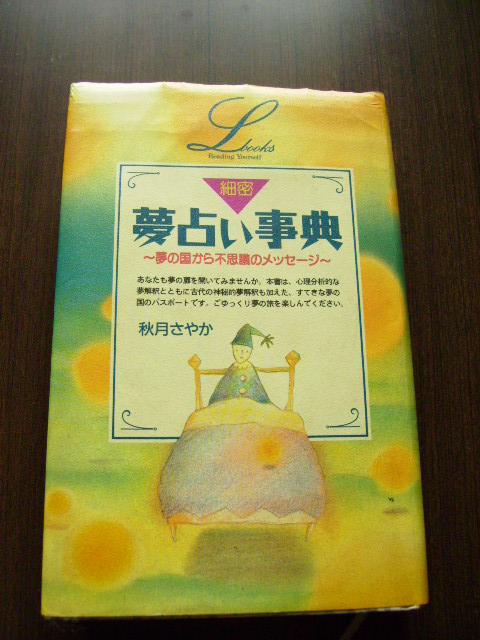 L books
Reading Yourself
細密
夢占い事典
～夢の国から不思議のメッセージ～
あなたも夢の扉を開いてみませんか。本書は、心理分析的な
夢解釈とともに古代の神秘的夢解釈も加えた、すてきな夢の
国のパスポートです。ごゆっくり夢の旅を楽しんでください。
秋月さやか